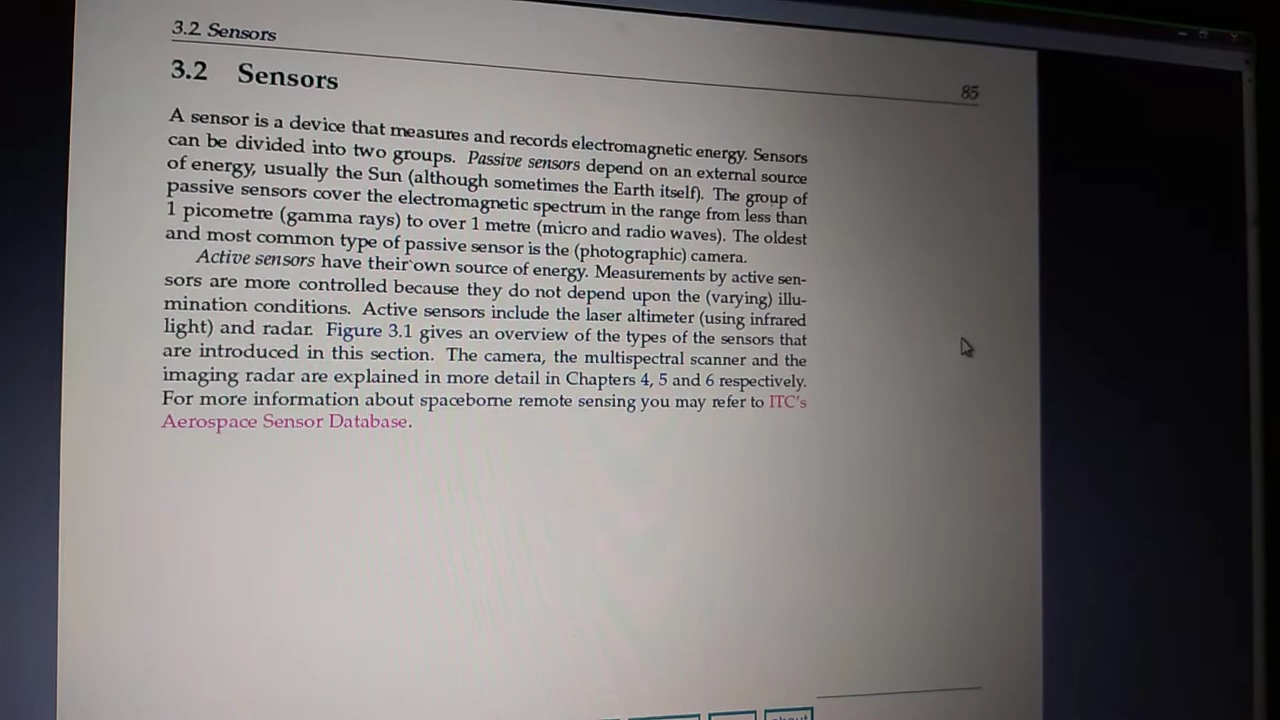 3.2 Sensors
85
3.2 Sensors
A sensor is a device that measures and records electromagnetic energy. Sensors
can be divided into two groups. Passive sensors depend on an external source
of energy, usually the Sun (although sometimes the Earth itself). The group of
passive sensors cover the electromagnetic spectrum in the range from less than
1 picometre (gamma rays) to over 1 metre (micro and radio waves). The oldest
and most common type of passive sensor is the (photographic) camera.
Active sensors have their own source of energy. Measurements by active sen-
sors are more controlled because they do not depend upon the (varying) illu-
mination conditions. Active sensors include the laser altimeter (using infrared
light) and radar. Figure 3.1 gives an overview of the types of the sensors that
are introduced in this section. The camera, the multispectral scanner and the
imaging radar are explained in more detail in Chapters 4, 5 and 6 respectively.
For more information about spaceborne remote sensing you may refer to ITC's
Aerospace Sensor Database.